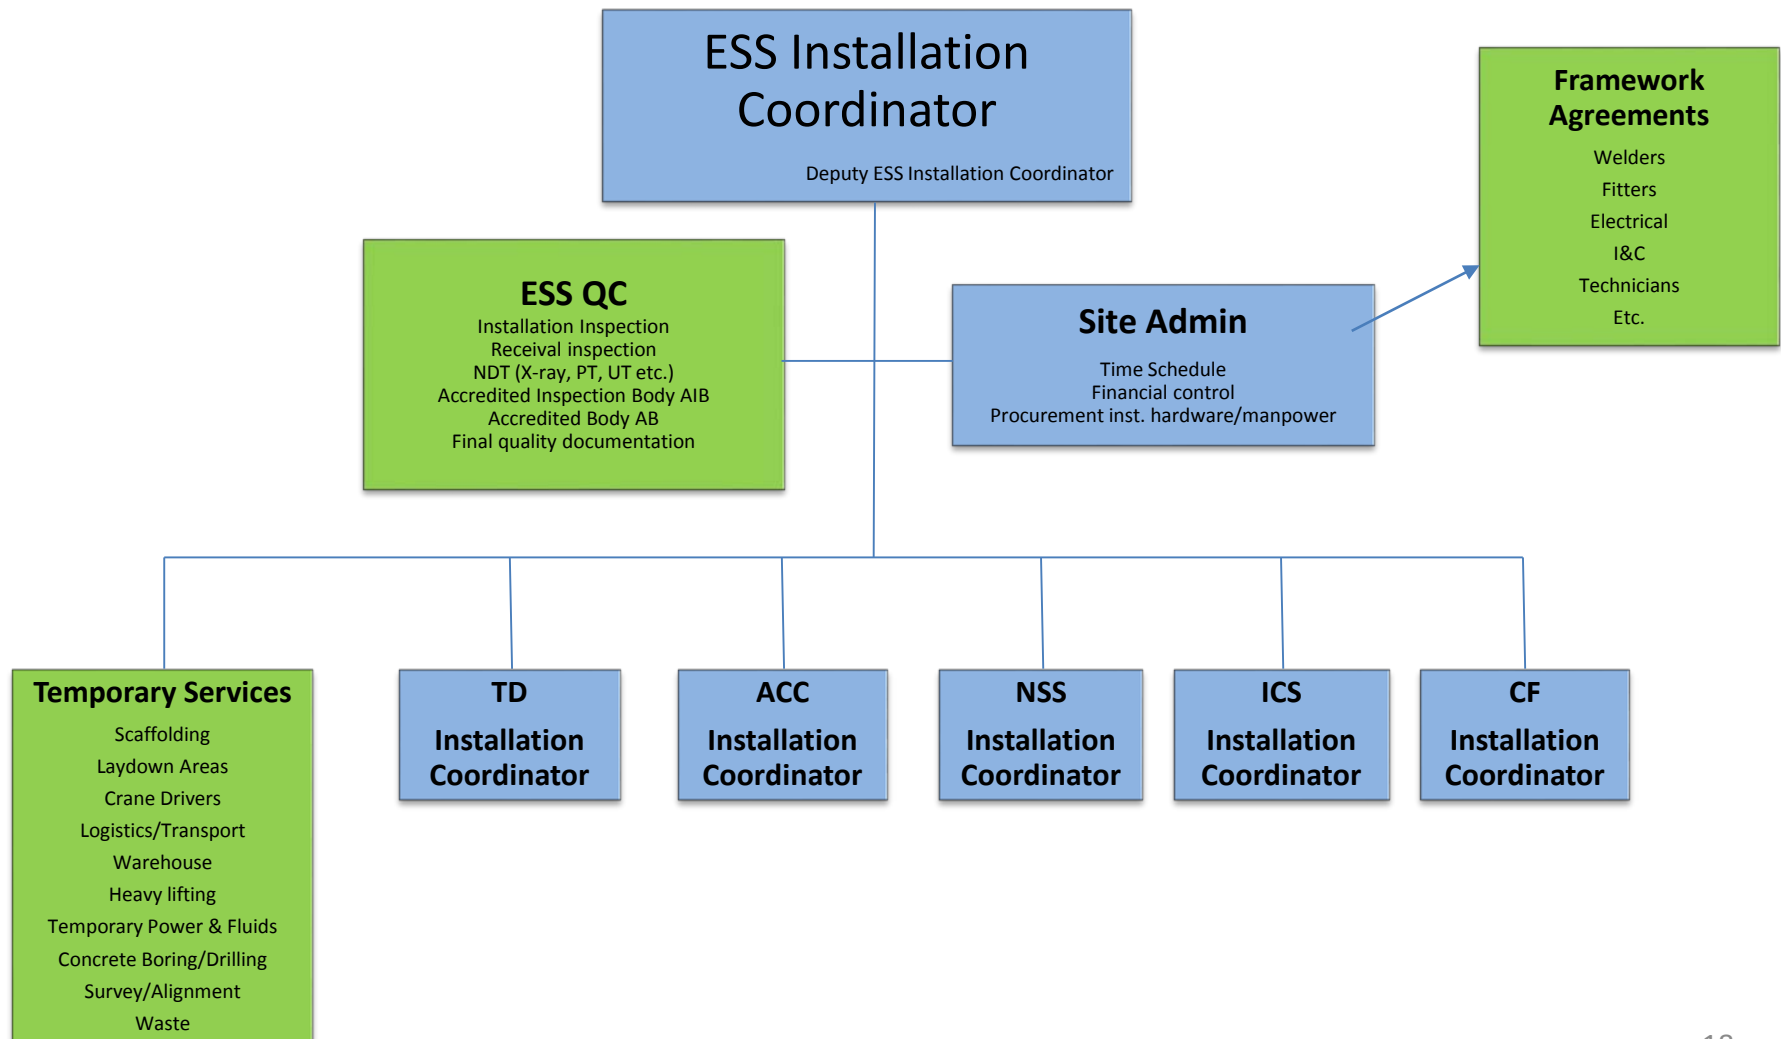 ESS Installation
Coordinator
Deputy ESS Installation Coordinator
Framework
Agreements
Welders
Fitters
Electrical
I&C
Technicians
Etc.
ESS QC
Installation Inspection
Receival inspection
NDT (X-ray, PT, UT etc.)
Accredited Inspection Body AIB
Accredited Body AB
Final quality documentation
Site Admin
Time Schedule
Financial control
Procurement inst. hardware/manpower
Temporary Services
Scaffolding
Laydown Areas
Crane Drivers
Logistics/Transport
Warehouse
Heavy lifting
Temporary Power & Fluids
Concrete Boring/Drilling
Survey/Alignment
Waste
TD
Installation
Coordinator
ACC
Installation
Coordinator
NSS
Installation
Coordinator
ICS
Installation
Coordinator
CF
Installation
Coordinator